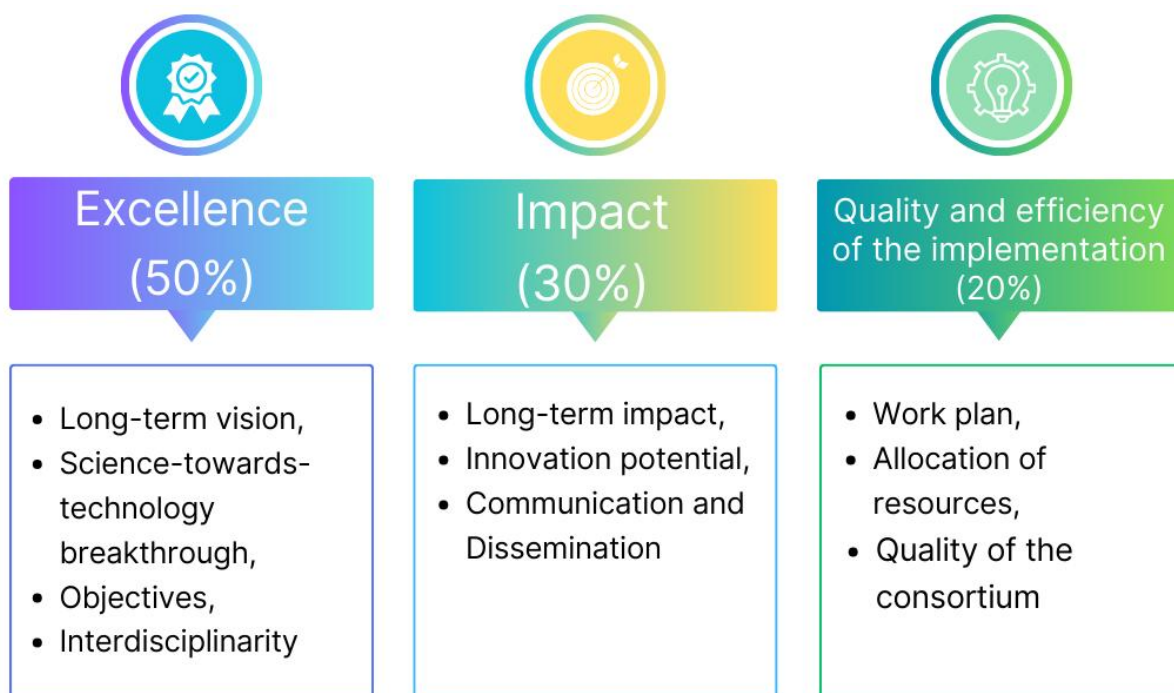 Excellence
(50%)
• Long-term vision,
• Science-towards-
technology
breakthrough,
• Objectives,
• Interdisciplinarity
Impact
(30%)
• Long-term impact,
• Innovation potential,
• Communication and
Dissemination
Quality and efficiency
of the implementation
(20%)
• Work plan,
• Allocation of
resources,
• Quality of the
consortium